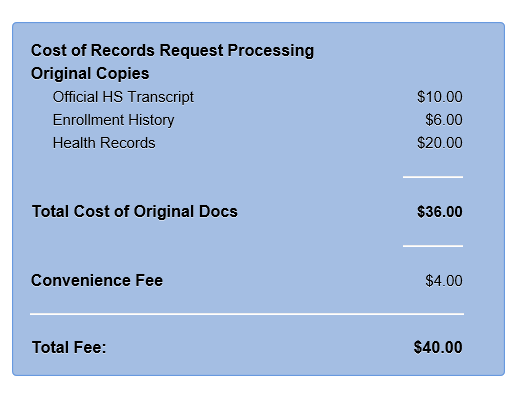 Cost of Records Request Processing
Original Copies
Official HS Transcript $10.00
Enrollment History $6.00
Health Records $20.00
Total Cost of Original Docs $36.00
Convenience Fee $4.00
Total Fee: $40.00